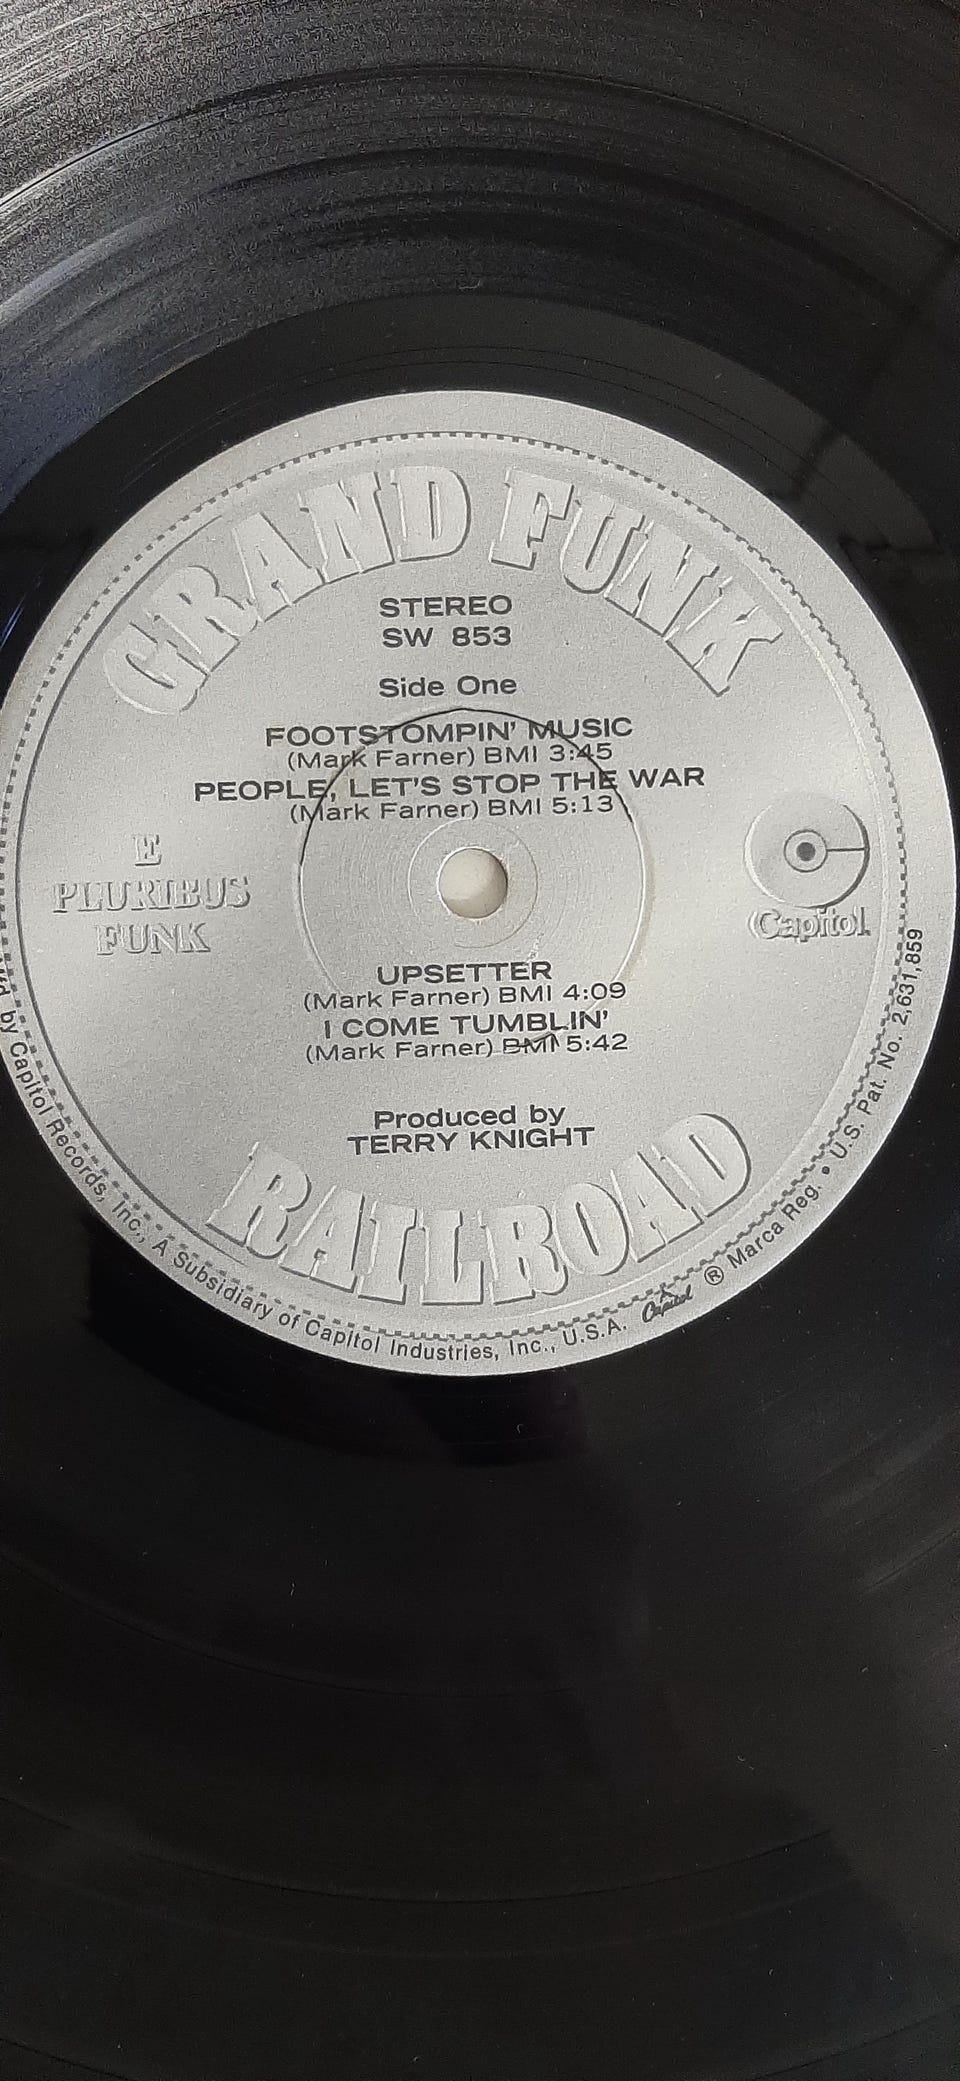 GRAND FUNK
STEREO
SW 853
Side One
FOOTSTOMPIN' MUSIC
(Mark Farner) BMI 3:45
PEOPLE, LET'S STOP THE WAR
(Mark Farner) BMI 5:13
E
PLURIBUS
FUNK
Capitol
UPSETTER
(Mark Farner) BMI 4:09
I COME TUMBLIN'
(Mark Farner) BMI 5:42
Produced by
TERRY KNIGHT
RAILROAD
by Capitol Records, Inc., A Subsidiary of Capitol Industries, Inc., U.S.A. Capitol ® Marca Reg. • U.S. Pat. No. 2,631,859